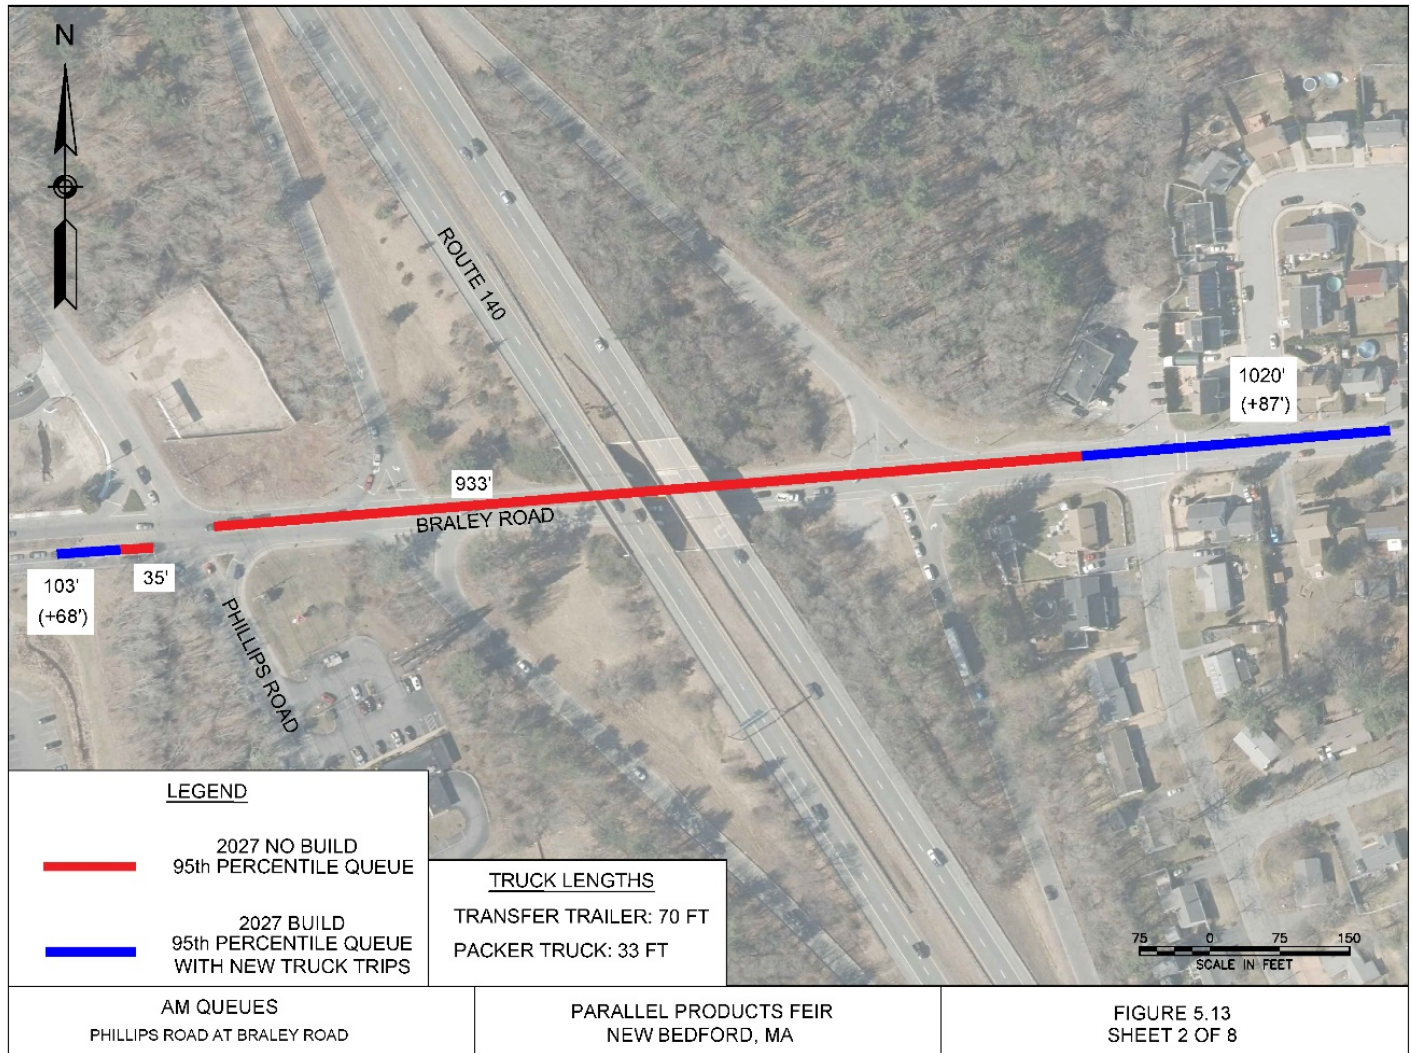 N
ROUTE 140
1020'
(+87')
933'
BRALEY ROAD
35'
103'
(+68')
PHILLIPS ROAD
LEGEND
2027 NO BUILD
95th PERCENTILE QUEUE
2027 BUILD
95th PERCENTILE QUEUE
WITH NEW TRUCK TRIPS
TRUCK LENGTHS
TRANSFER TRAILER: 70 FT
PACKER TRUCK: 33 FT
75 0 75 150
SCALE IN FEET
AM QUEUES
PHILLIPS ROAD AT BRALEY ROAD
PARALLEL PRODUCTS FEIR
NEW BEDFORD, MA
FIGURE 5.13
SHEET 2 OF 8